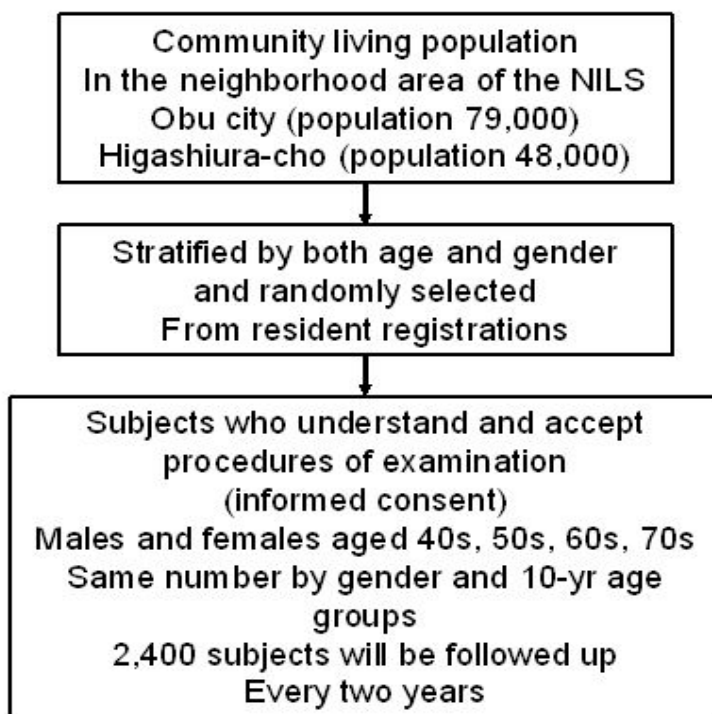 Community living population
In the neighborhood area of the NILS
Obu city (population 79,000)
Higashiura-cho (population 48,000)
Stratified by both age and gender
and randomly selected
From resident registrations
Subjects who understand and accept
procedures of examination
(informed consent)
Males and females aged 40s, 50s, 60s, 70s
Same number by gender and 10-yr age
groups
2,400 subjects will be followed up
Every two years